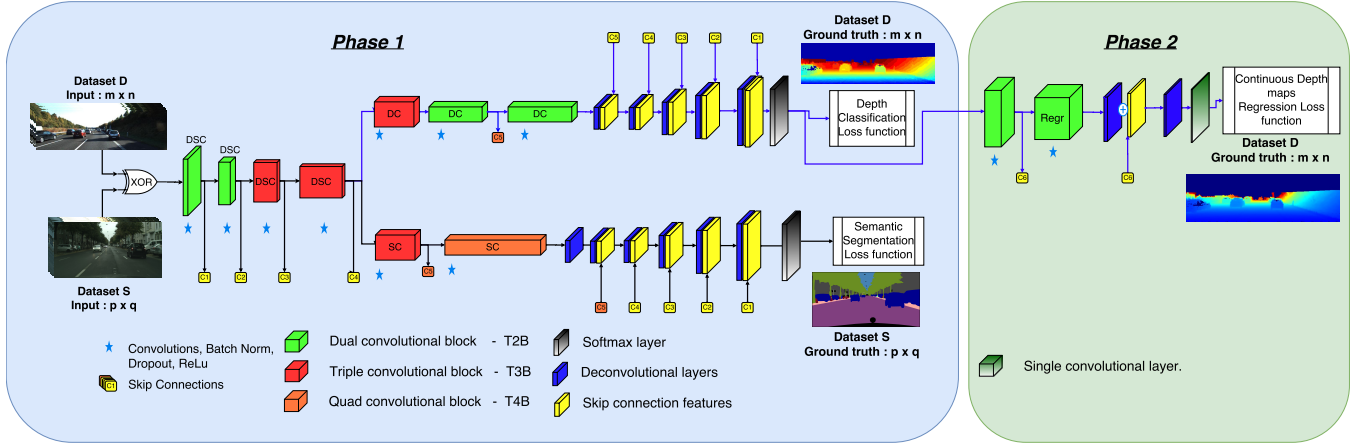 Phase 1
Dataset D
Input : m x n
XOR
Dataset S
Input : p x q
DSC
DSC
DSC
DSC
C1
C2
C3
C4
DC
DC
C5
DC
C5
C4
C3
C2
C1
Dataset D
Ground truth : m x n
Depth
Classification
Loss function
SC
C5
SC
C5
C4
C3
C2
C1
Semantic
Segmentation
Loss function
Dataset S
Ground truth : p x q
Convolutions, Batch Norm,
Dropout, ReLu
C1
Skip Connections
Dual convolutional block - T2B
Triple convolutional block - T3B
Quad convolutional block - T4B
Softmax layer
Deconvolutional layers
Skip connection features
Phase 2
C6
Regr
+
C6
Continuous Depth
maps
Regression Loss
function
Dataset D
Ground truth : m x n
Single convolutional layer.